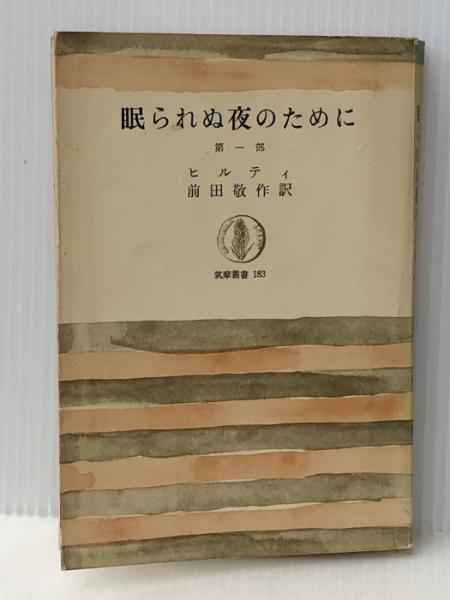 眠られぬ夜のために
第一部
ヒルティ
前田敬作訳
筑摩叢書 183